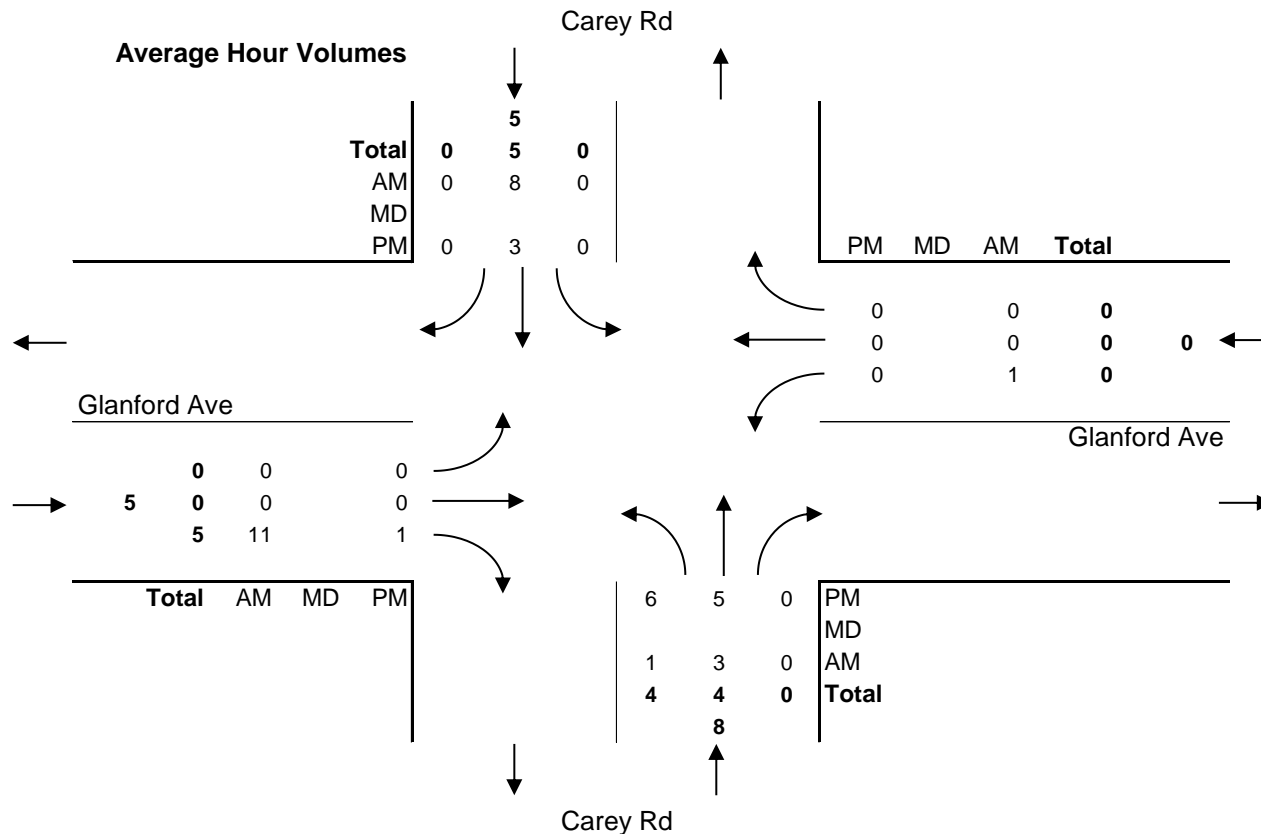 Carey Rd
Average Hour Volumes
5
Total 0 5 0
AM 0 8 0
MD
PM 0 3 0
PM MD AM Total
0 0 0
0 0 0 0
0 1 0
Glanford Ave
Glanford Ave
0 0 0
5 0 0 0
5 11 1
Total AM MD PM
6 5 0 PM
MD
1 3 0 AM
4 4 0 Total
8
Carey Rd